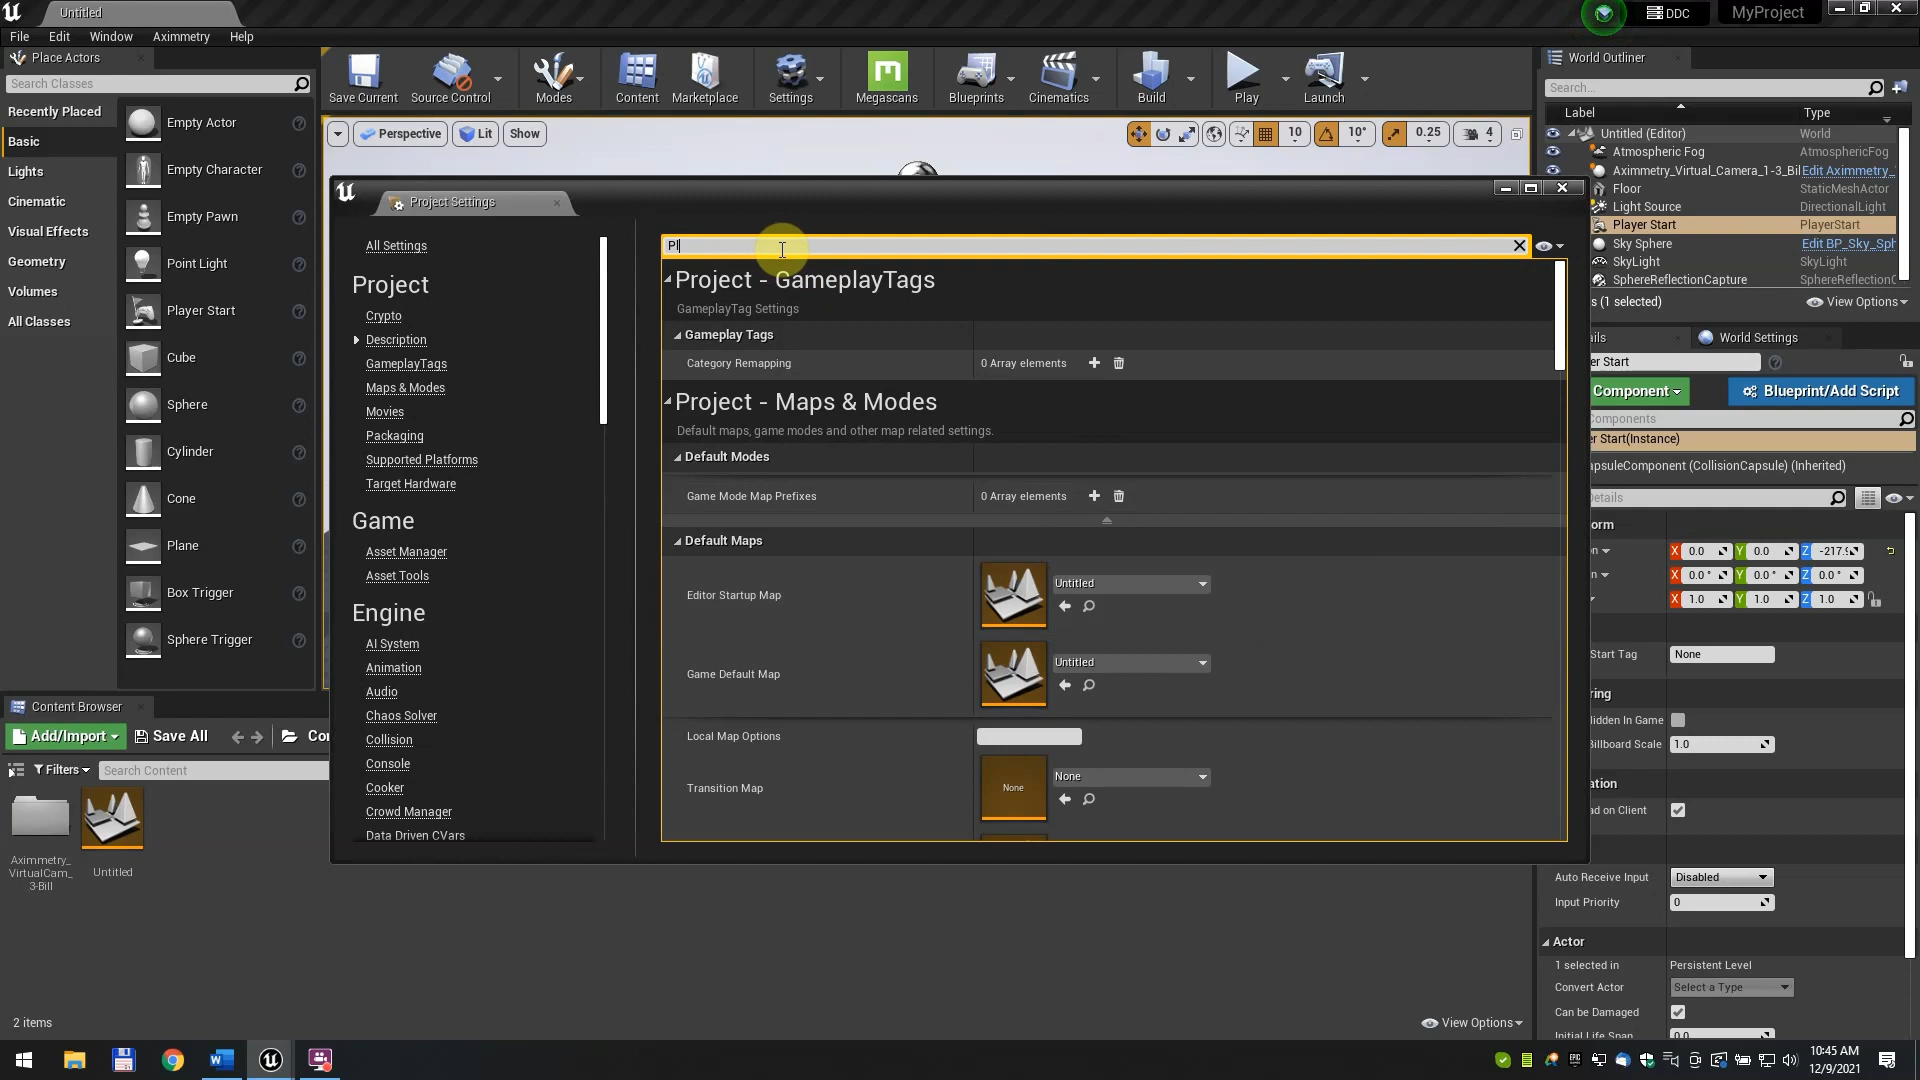 Untitled
DDC
MyProject
File Edit Window Aximmetry Help
Place Actors
Search Classes
Recently Placed
Basic
Lights
Cinematic
Visual Effects
Geometry
Volumes
All Classes
Empty Actor
Empty Character
Empty Pawn
Point Light
Player Start
Cube
Sphere
Cylinder
Cone
Plane
Box Trigger
Sphere Trigger
Save Current
Source Control
Modes
Content
Marketplace
Settings
Megascans
Blueprints
Cinematics
Build
Play
Launch
Perspective Lit Show
10 10° 0.25 4
Project Settings
All Settings
Project
Crypto
Description
GameplayTags
Maps & Modes
Movies
Packaging
Supported Platforms
Target Hardware
Game
Asset Manager
Asset Tools
Engine
AI System
Animation
Audio
Chaos Solver
Collision
Console
Cooker
Crowd Manager
Data Driven CVars
Pl
Project - GameplayTags
GameplayTag Settings
Gameplay Tags
Category Remapping 0 Array elements
Project - Maps & Modes
Default maps, game modes and other map related settings.
Default Modes
Game Mode Map Prefixes 0 Array elements
Default Maps
Editor Startup Map Untitled
Game Default Map Untitled
Local Map Options
Transition Map None None
World Outliner
Search...
Label Type
Untitled (Editor) World
Atmospheric Fog AtmosphericFog
Aximmetry_Virtual_Camera_1-3_Bil Edit Aximmetry_
Floor StaticMeshActor
Light Source DirectionalLight
Player Start PlayerStart
Sky Sphere Edit BP_Sky_Sph
SkyLight SkyLight
SphereReflectionCapture SphereReflectionC
s (1 selected) View Options
ails World Settings
er Start
Component Blueprint/Add Script
Components
er Start(Instance)
apsuleComponent (CollisionCapsule) (Inherited)
Details
orm
on X 0.0 Y 0.0 Z -217.9
n X 0.0° Y 0.0° Z 0.0°
X 1.0 Y 1.0 Z 1.0
Start Tag None
ring
lidden In Game
Billboard Scale 1.0
ation
ad on Client
Auto Receive Input Disabled
Input Priority 0
Actor
1 selected in Persistent Level
Convert Actor Select a Type
Can be Damaged
Initial Life Span 0.0
Content Browser
Add/Import Save All Co
Filters Search Content
Aximmetry_
VirtualCam_
3-Bill
Untitled
2 items
View Options
10:45 AM
12/9/2021